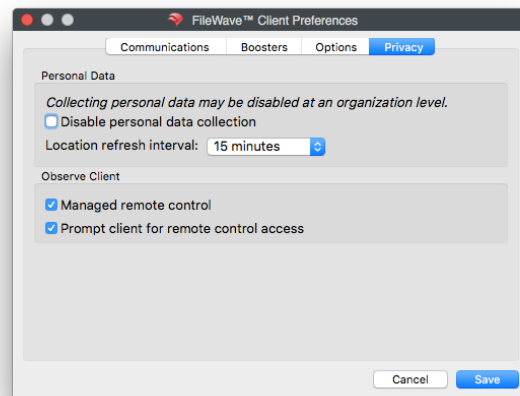 FileWave™ Client Preferences
Communications Boosters Options Privacy
Personal Data
Collecting personal data may be disabled at an organization level.
Disable personal data collection
Location refresh interval: 15 minutes
Observe Client
Managed remote control
Prompt client for remote control access
Cancel Save